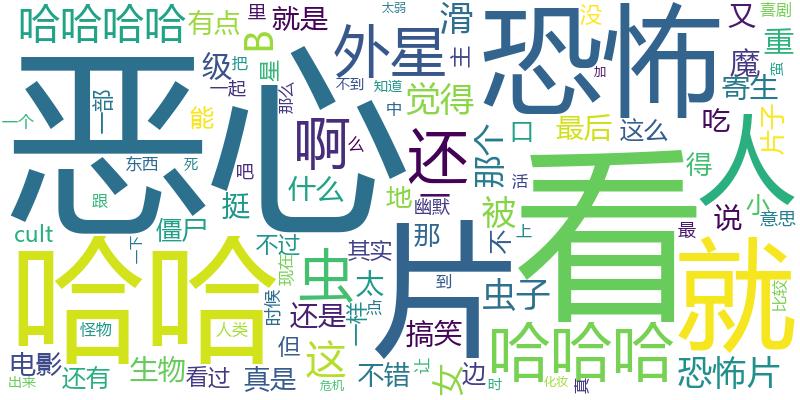 哈哈哈哈
有点
里
就是
太弱
外星
滑
主
恐怖
又
没
喜剧
重
魔
蛮
寄生
恶心
一部
B
星
把
级
一起
那么
不到
知道
中
加
一个
能
啊
么
觉得
还
那个
口
最后
这么
吃
人
片子
东西
死
吧
什么
地
一
幽默
被
活
看
得
说
小
意思
跟
挺
cult
僵尸
一下
不过
其实
那
片
不
上
最
就
哈哈
现在
虫
太
点
到
虫子
比较
时候
还是
一样
搞笑
哈哈哈
怪物
人类
但
这
电影
生物
出来
还有
看过
真是
危机
不错
让
女
边
时
化妆
真
恐怖片